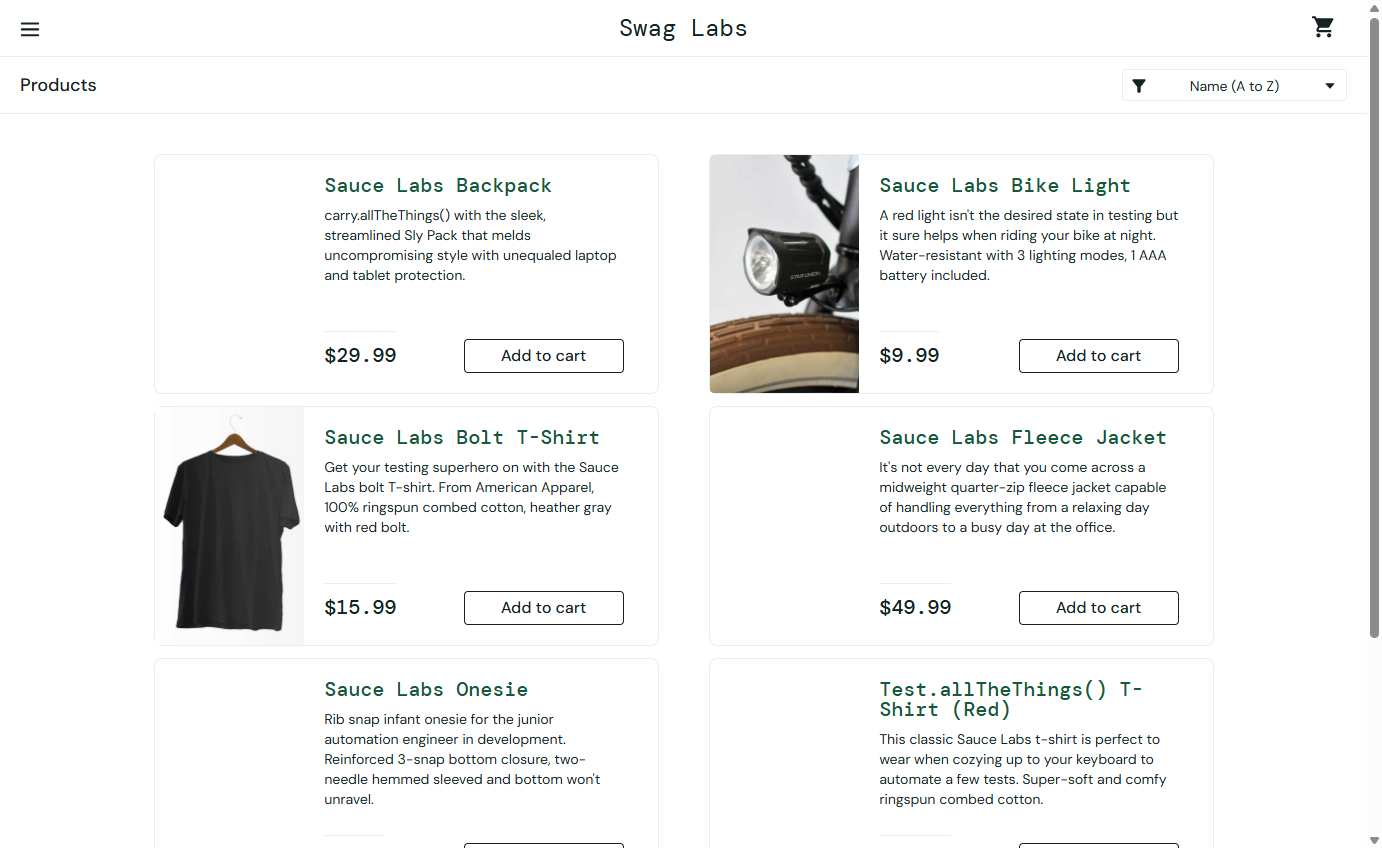 Swag Labs
Products
Name (A to Z)
Sauce Labs Backpack
carry.allTheThings() with the sleek,
streamlined Sly Pack that melds
uncompromising style with unequaled laptop
and tablet protection.
$29.99
Add to cart
Sauce Labs Bike Light
A red light isn't the desired state in testing but
it sure helps when riding your bike at night.
Water-resistant with 3 lighting modes, 1 AAA
battery included.
$9.99
Add to cart
STAR UNION
Sauce Labs Bolt T-Shirt
Get your testing superhero on with the Sauce
Labs bolt T-shirt. From American Apparel,
100% ringspun combed cotton, heather gray
with red bolt.
$15.99
Add to cart
Sauce Labs Fleece Jacket
It's not every day that you come across a
midweight quarter-zip fleece jacket capable
of handling everything from a relaxing day
outdoors to a busy day at the office.
$49.99
Add to cart
Sauce Labs Onesie
Rib snap infant onesie for the junior
automation engineer in development.
Reinforced 3-snap bottom closure, two-
needle hemmed sleeved and bottom won't
unravel.
Test.allTheThings() T-
Shirt (Red)
This classic Sauce Labs t-shirt is perfect to
wear when cozying up to your keyboard to
automate a few tests. Super-soft and comfy
ringspun combed cotton.